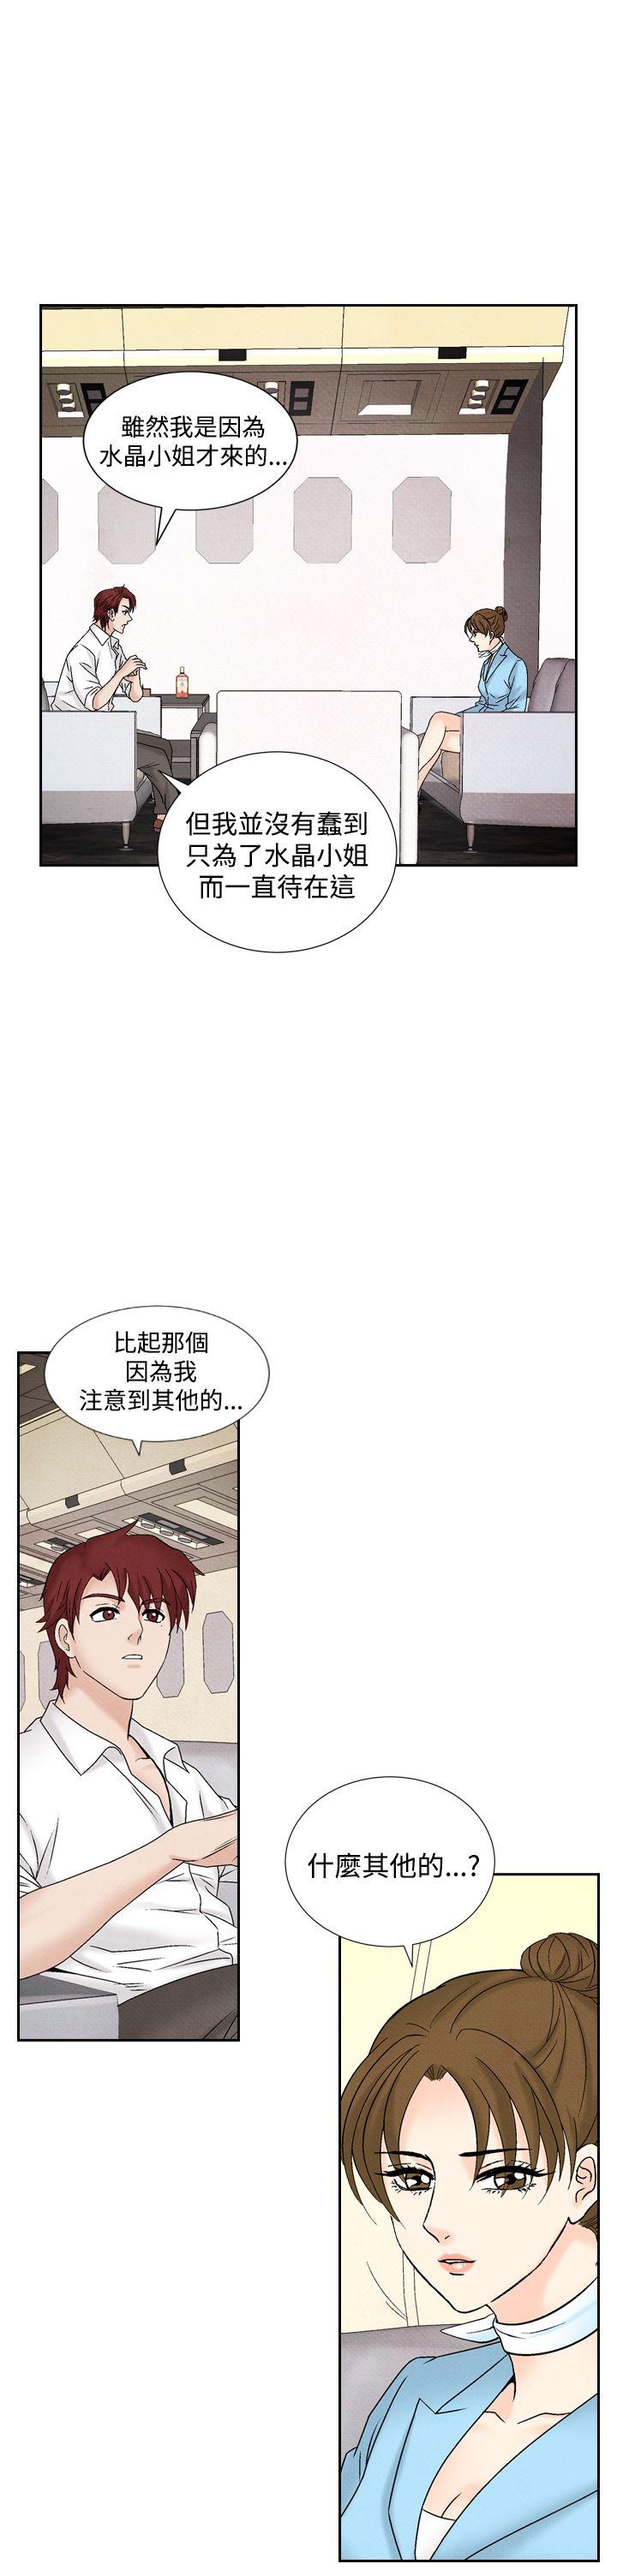 雖然我是因為
水晶小姐才來的...
但我並沒有蠢到
只為了水晶小姐
而一直待在這
比起那個
因為我
注意到其他的...
什麼其他的...?